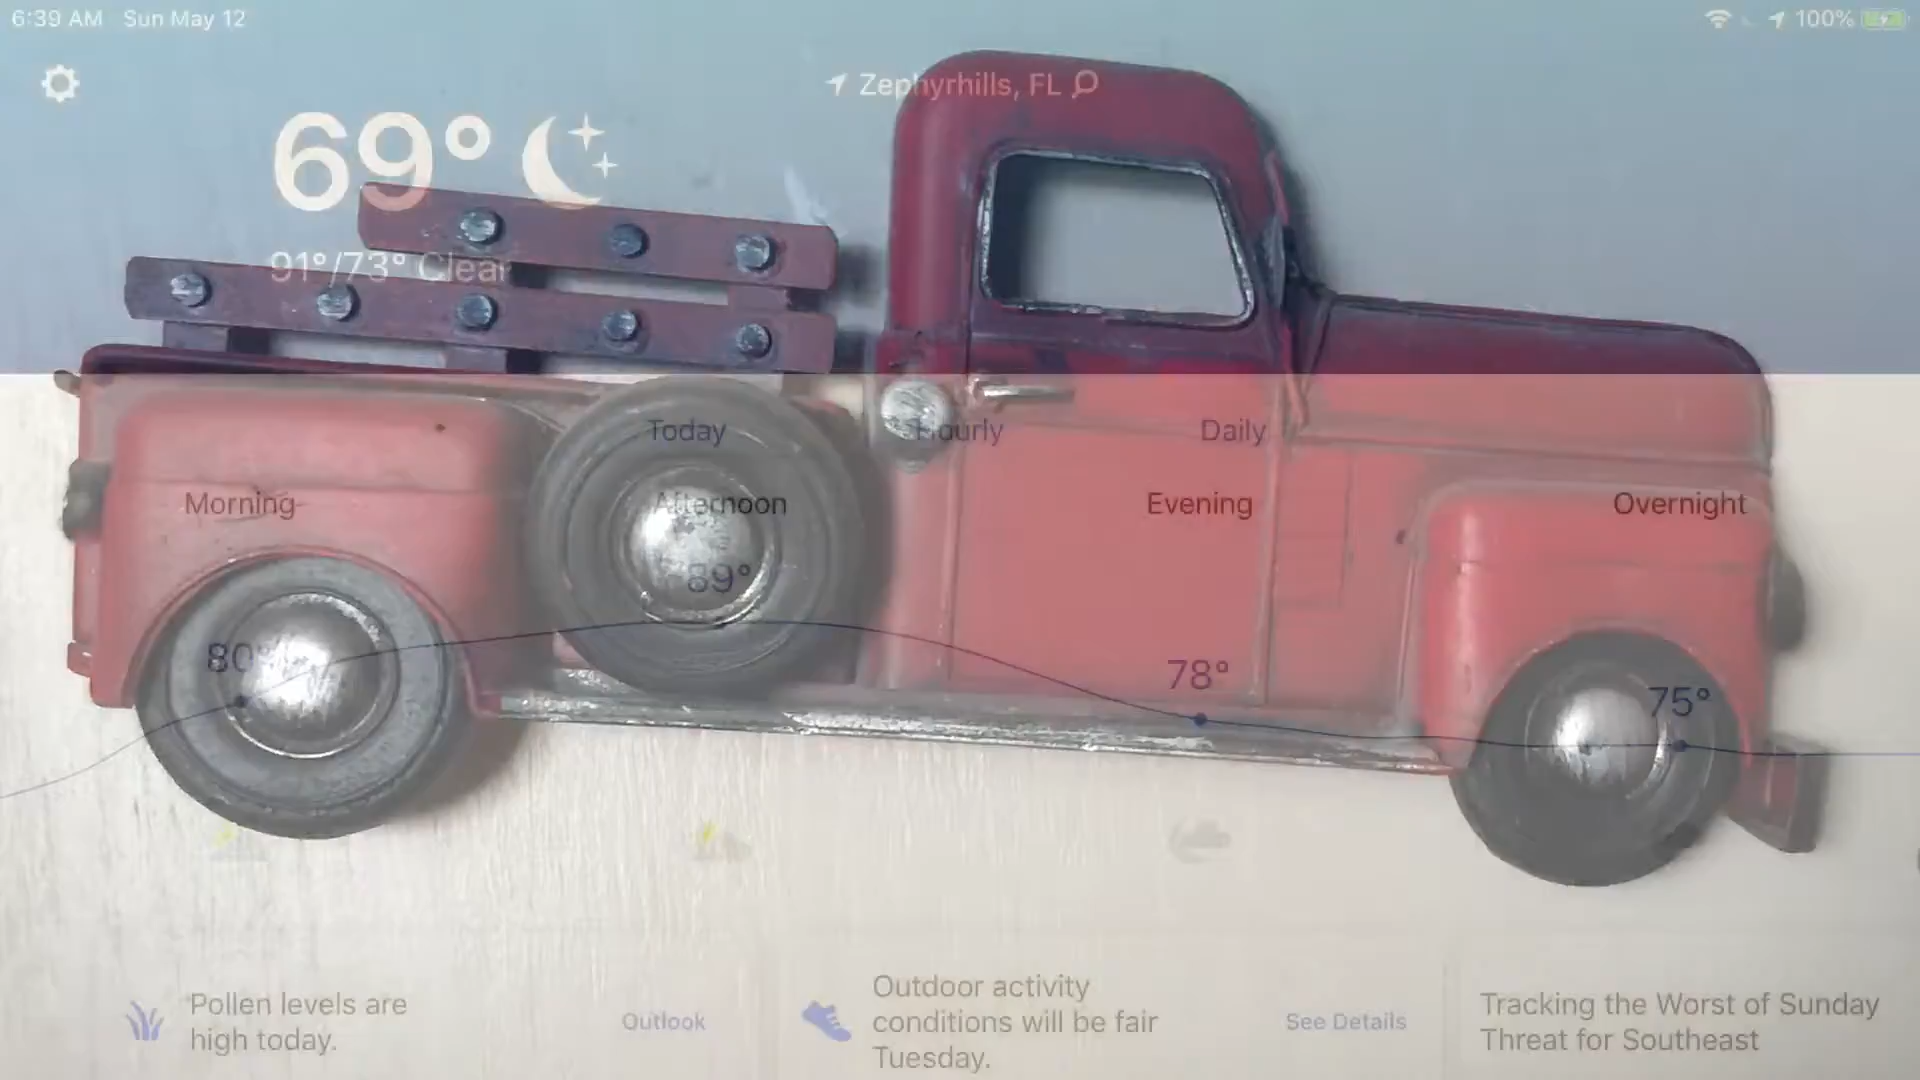 6:39 AM Sun May 12
100%
Zephyrhills, FL
69°
91°/73° Clear
Today Hourly Daily
Morning Afternoon Evening Overnight
89°
80°
78°
75°
Pollen levels are
high today.
Outlook
Outdoor activity
conditions will be fair
Tuesday.
See Details
Tracking the Worst of Sunday
Threat for Southeast